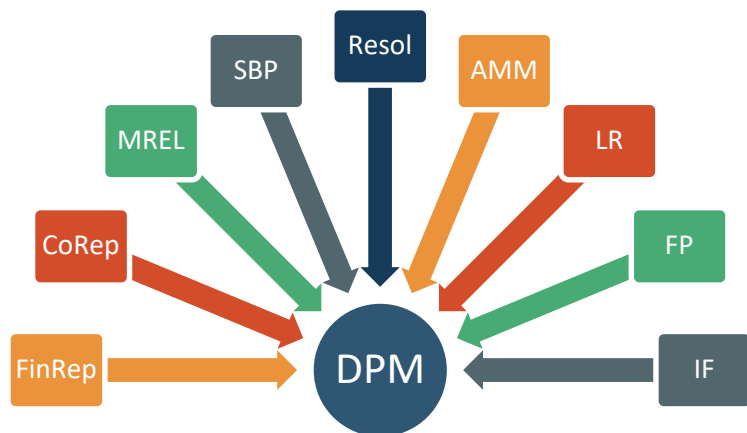 Resol
SBP
AMM
MREL
LR
CoRep
FP
FinRep
DPM
IF